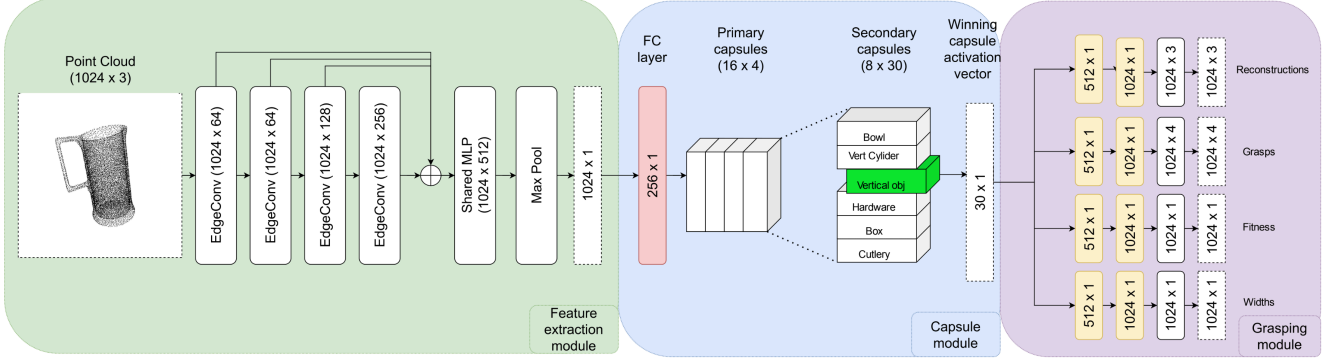 Point Cloud
(1024 x 3)
EdgeConv (1024 x 64)
EdgeConv (1024 x 64)
EdgeConv (1024 x 128)
EdgeConv (1024 x 256)
Shared MLP
(1024 x 512)
Max Pool
1024 x 1
Feature
extraction
module
FC
layer
256 x 1
Primary
capsules
(16 x 4)
Secondary
capsules
(8 x 30)
Bowl
Vert Cylider
Vertical obj
Hardware
Box
Cutlery
Winning
capsule
activation
vector
30 x 1
Capsule
module
512 x 1
1024 x 1
1024 x 3
1024 x 3
Reconstructions
512 x 1
1024 x 1
1024 x 4
1024 x 4
Grasps
512 x 1
1024 x 1
1024 x 1
1024 x 1
Fitness
512 x 1
1024 x 1
1024 x 1
1024 x 1
Widths
Grasping
module